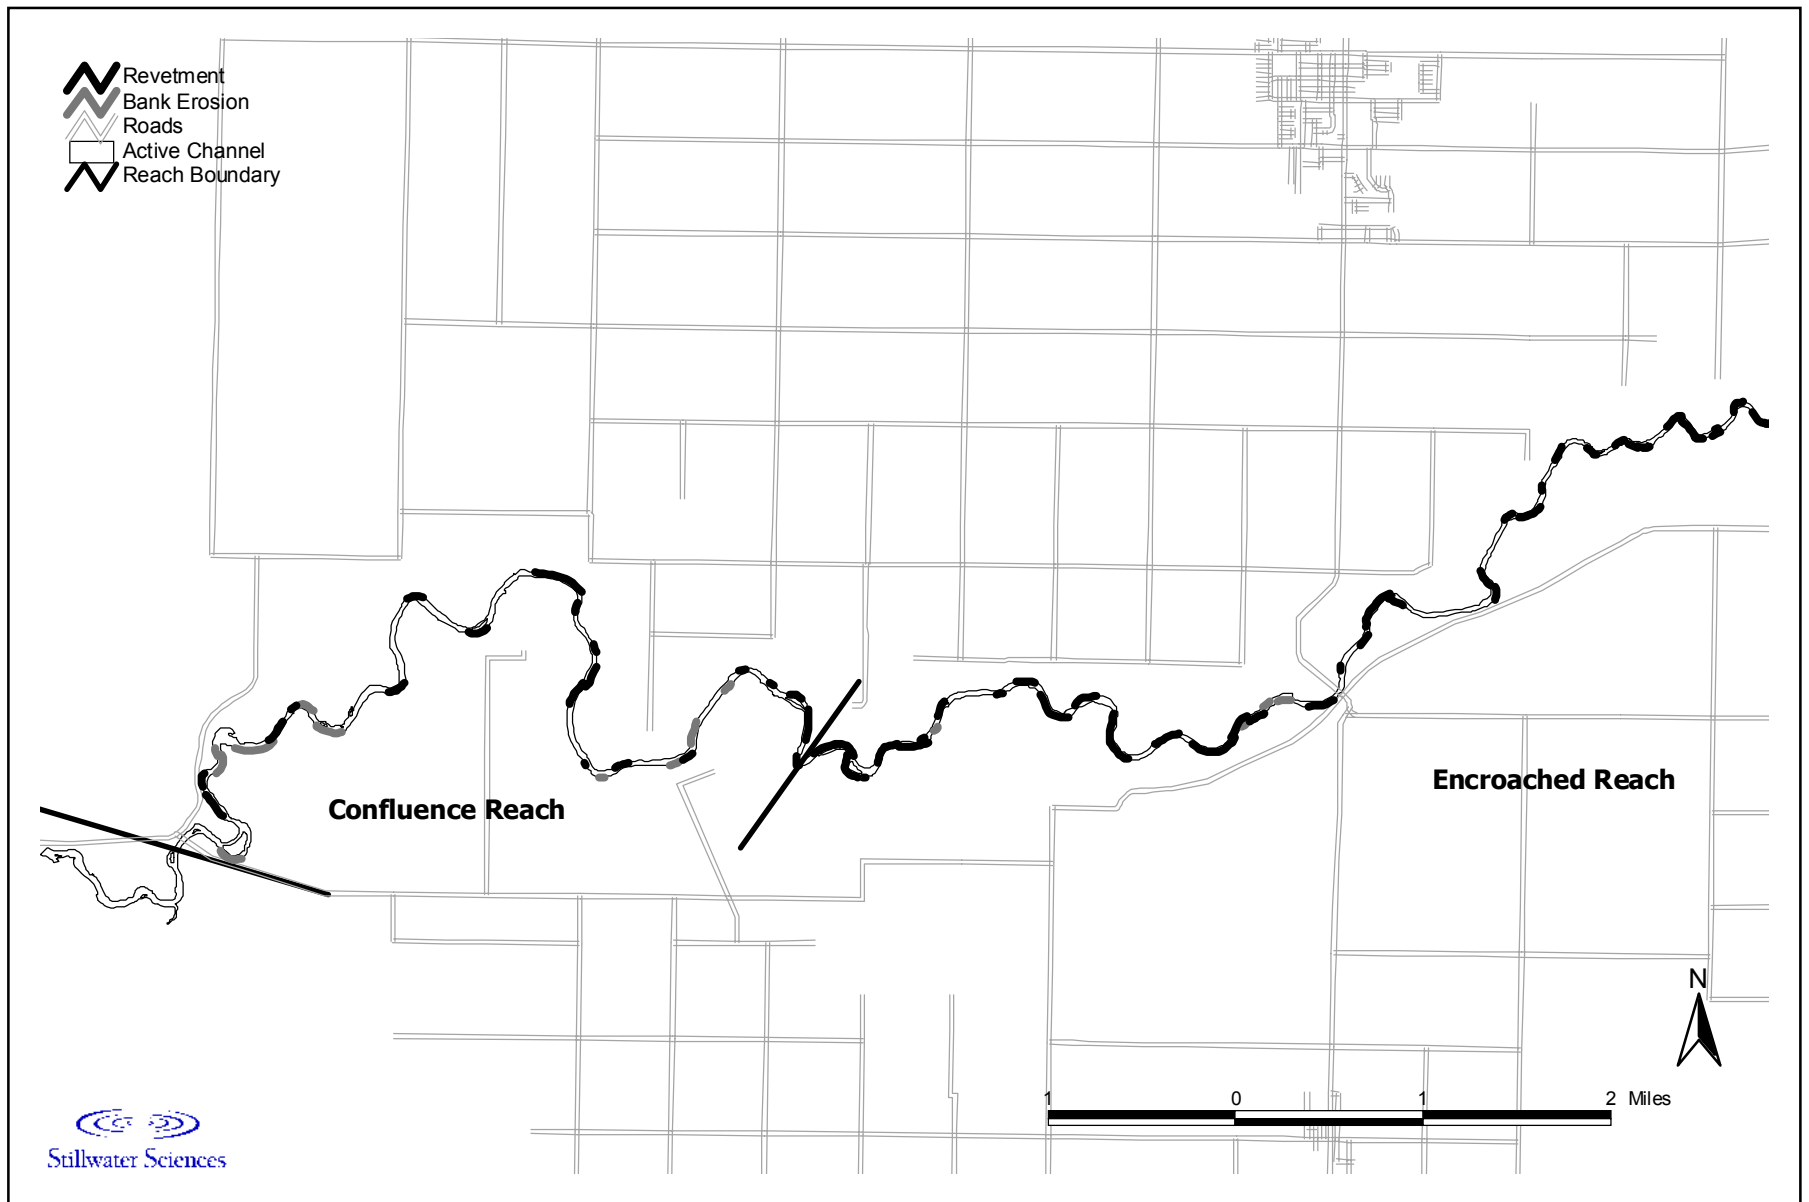 Revetment
Bank Erosion
Roads
Active Channel
Reach Boundary
Encroached Reach
Confluence Reach
N
1 0 1 2 Miles
Stillwater Sciences